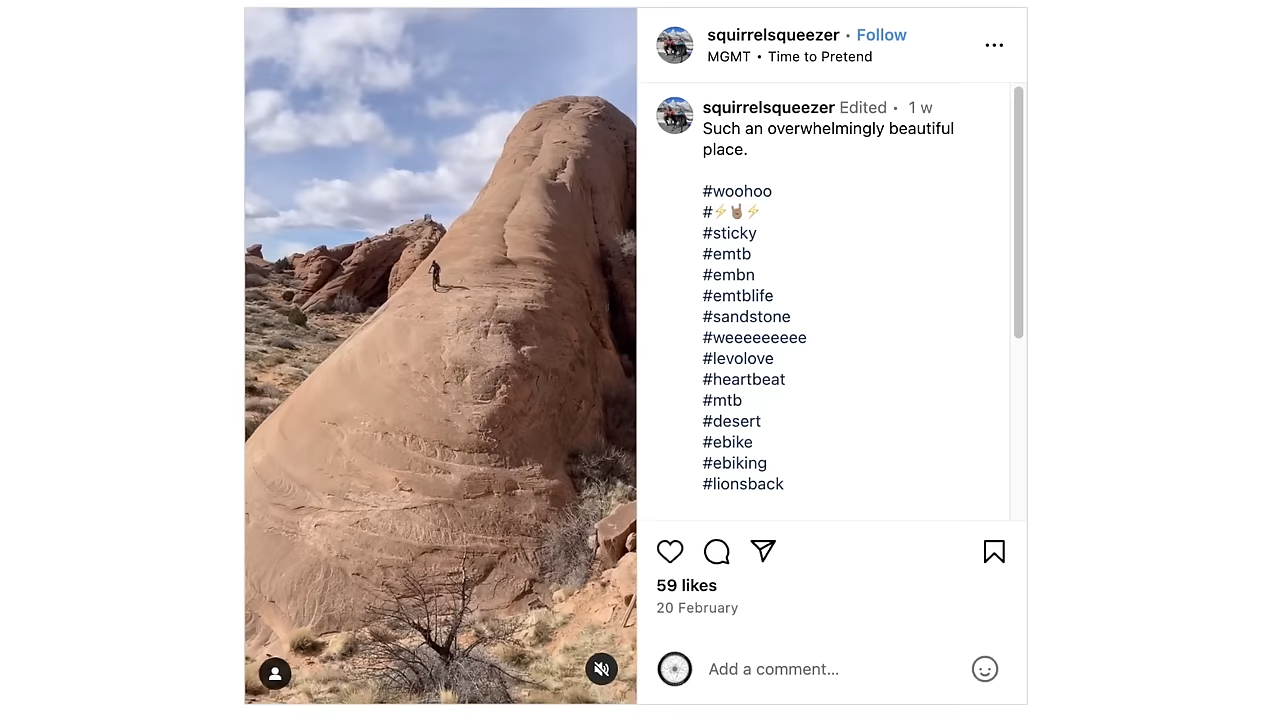 squirrelsqueezer • Follow
MGMT • Time to Pretend
squirrelsqueezer Edited • 1 w
Such an overwhelmingly beautiful
place.
#woohoo
#⚡🤘🏽⚡
#sticky
#emtb
#embn
#emtblife
#sandstone
#weeeeeeeee
#levolove
#heartbeat
#mtb
#desert
#ebike
#ebiking
#lionsback
59 likes
20 February
Add a comment...